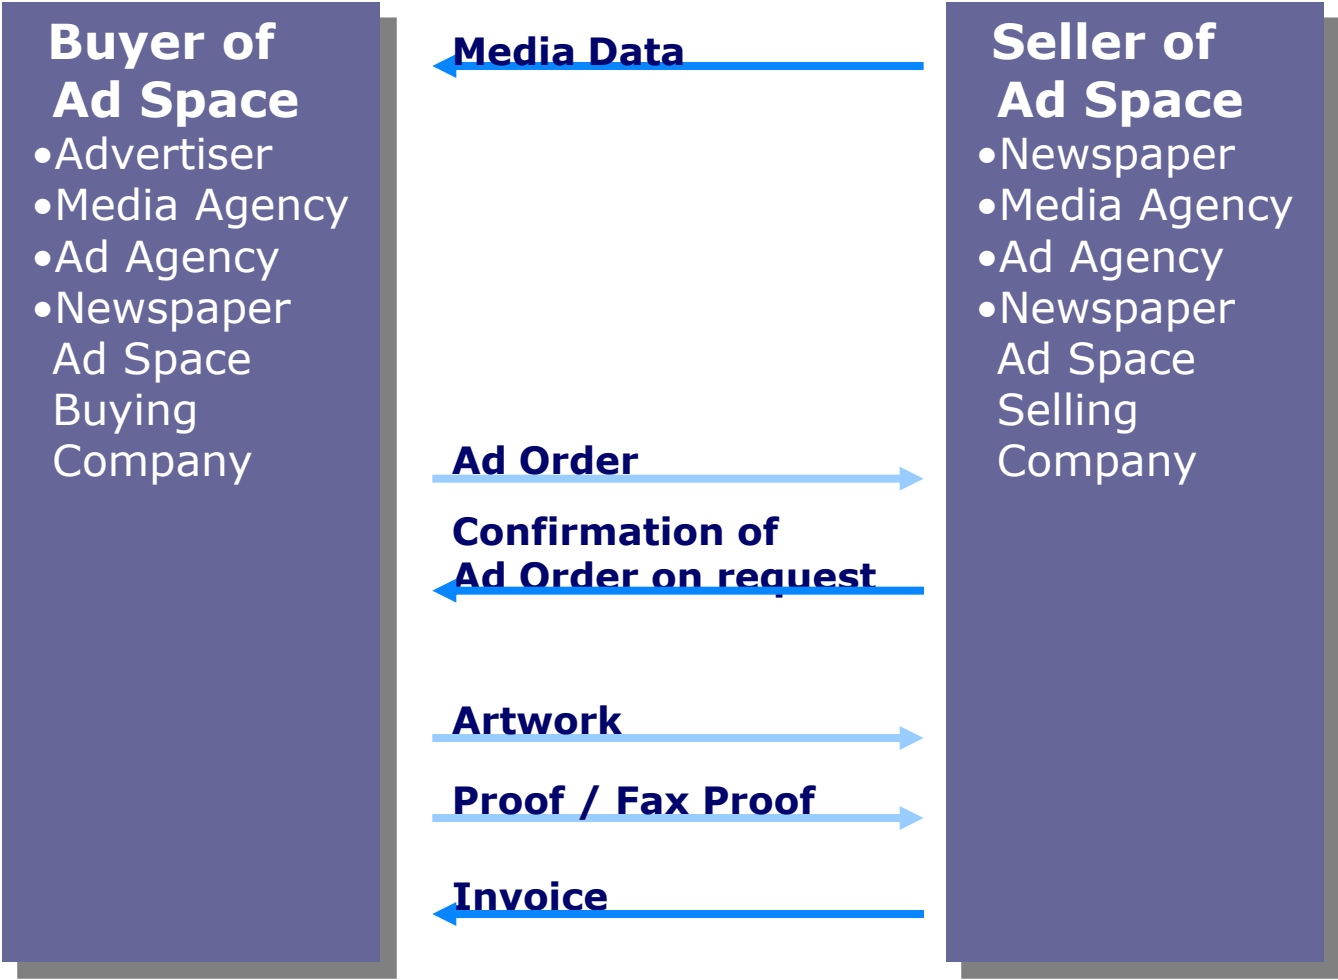 Buyer of
Ad Space
•Advertiser
•Media Agency
•Ad Agency
•Newspaper
Ad Space
Buying
Company
Media Data
Ad Order
Confirmation of
Ad Order on request
Artwork
Proof / Fax Proof
Invoice
Seller of
Ad Space
•Newspaper
•Media Agency
•Ad Agency
•Newspaper
Ad Space
Selling
Company